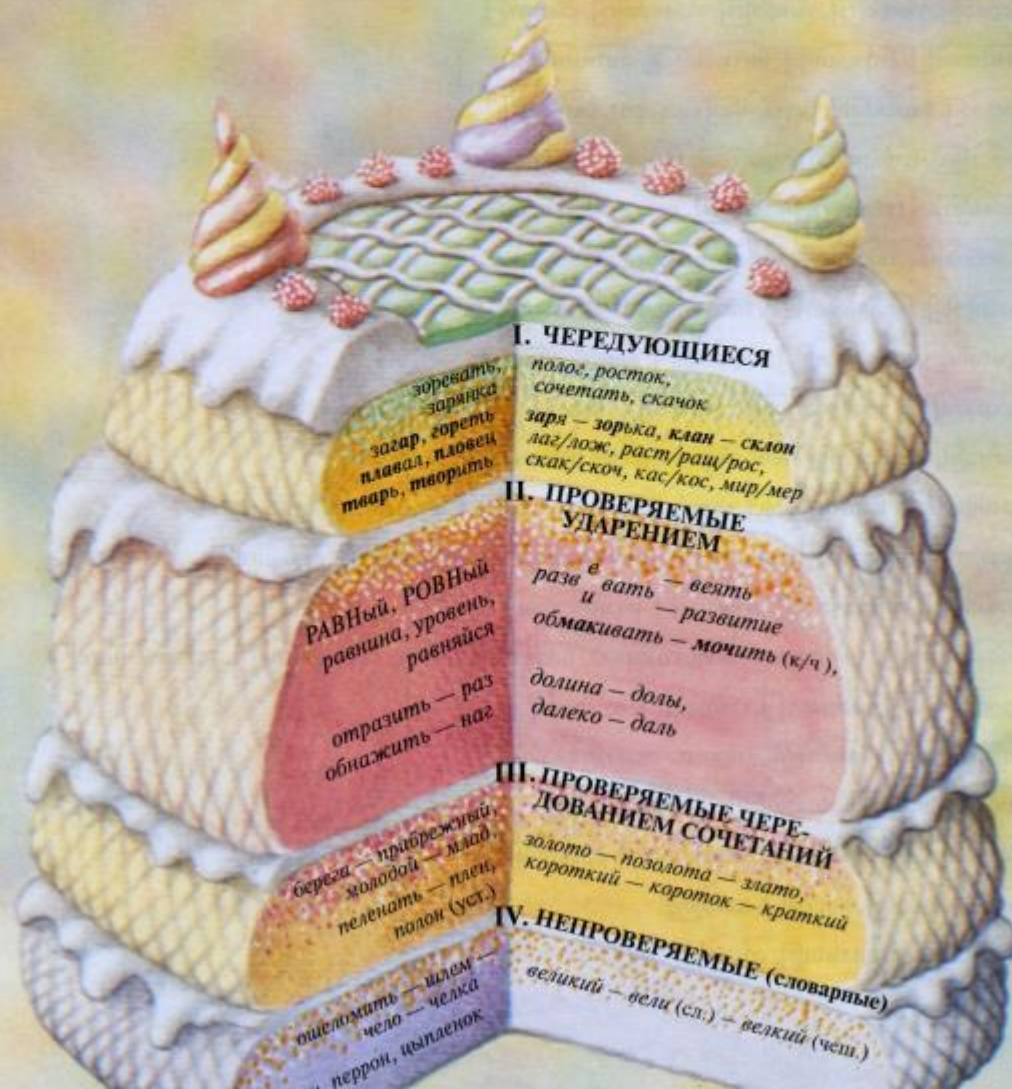 I. ЧЕРЕДУЮЩИЕСЯ
зоревать,
зарянка
загар, гореть
плавал, пловец
тварь, творить
полог, росток,
сочетать, скачок
заря – зорька, клан – склон
лаг/лож, раст/ращ/рос,
скак/скоч, кас/кос, мир/мер
II. ПРОВЕРЯЕМЫЕ
УДАРЕНИЕМ
РАВНый, РОВНый
равнина, уровень,
равняйся
отразить – раз
обнажить – наг
разв е вать – веять
и – развитие
обмакивать – мочить (к/ч),
долина – долы,
далеко – даль
III. ПРОВЕРЯЕМЫЕ ЧЕРЕ-
ДОВАНИЕМ СОЧЕТАНИЙ
берега – прибрежный,
молодой – млад,
пеленать – плен,
полон (уст.)
золото – позолота – злато,
короткий – короток – краткий
IV. НЕПРОВЕРЯЕМЫЕ (словарные)
ошеломить – шлем –
чело – челка
перрон, цыпленок
великий – вели (сл.) – велкий (чеш.)